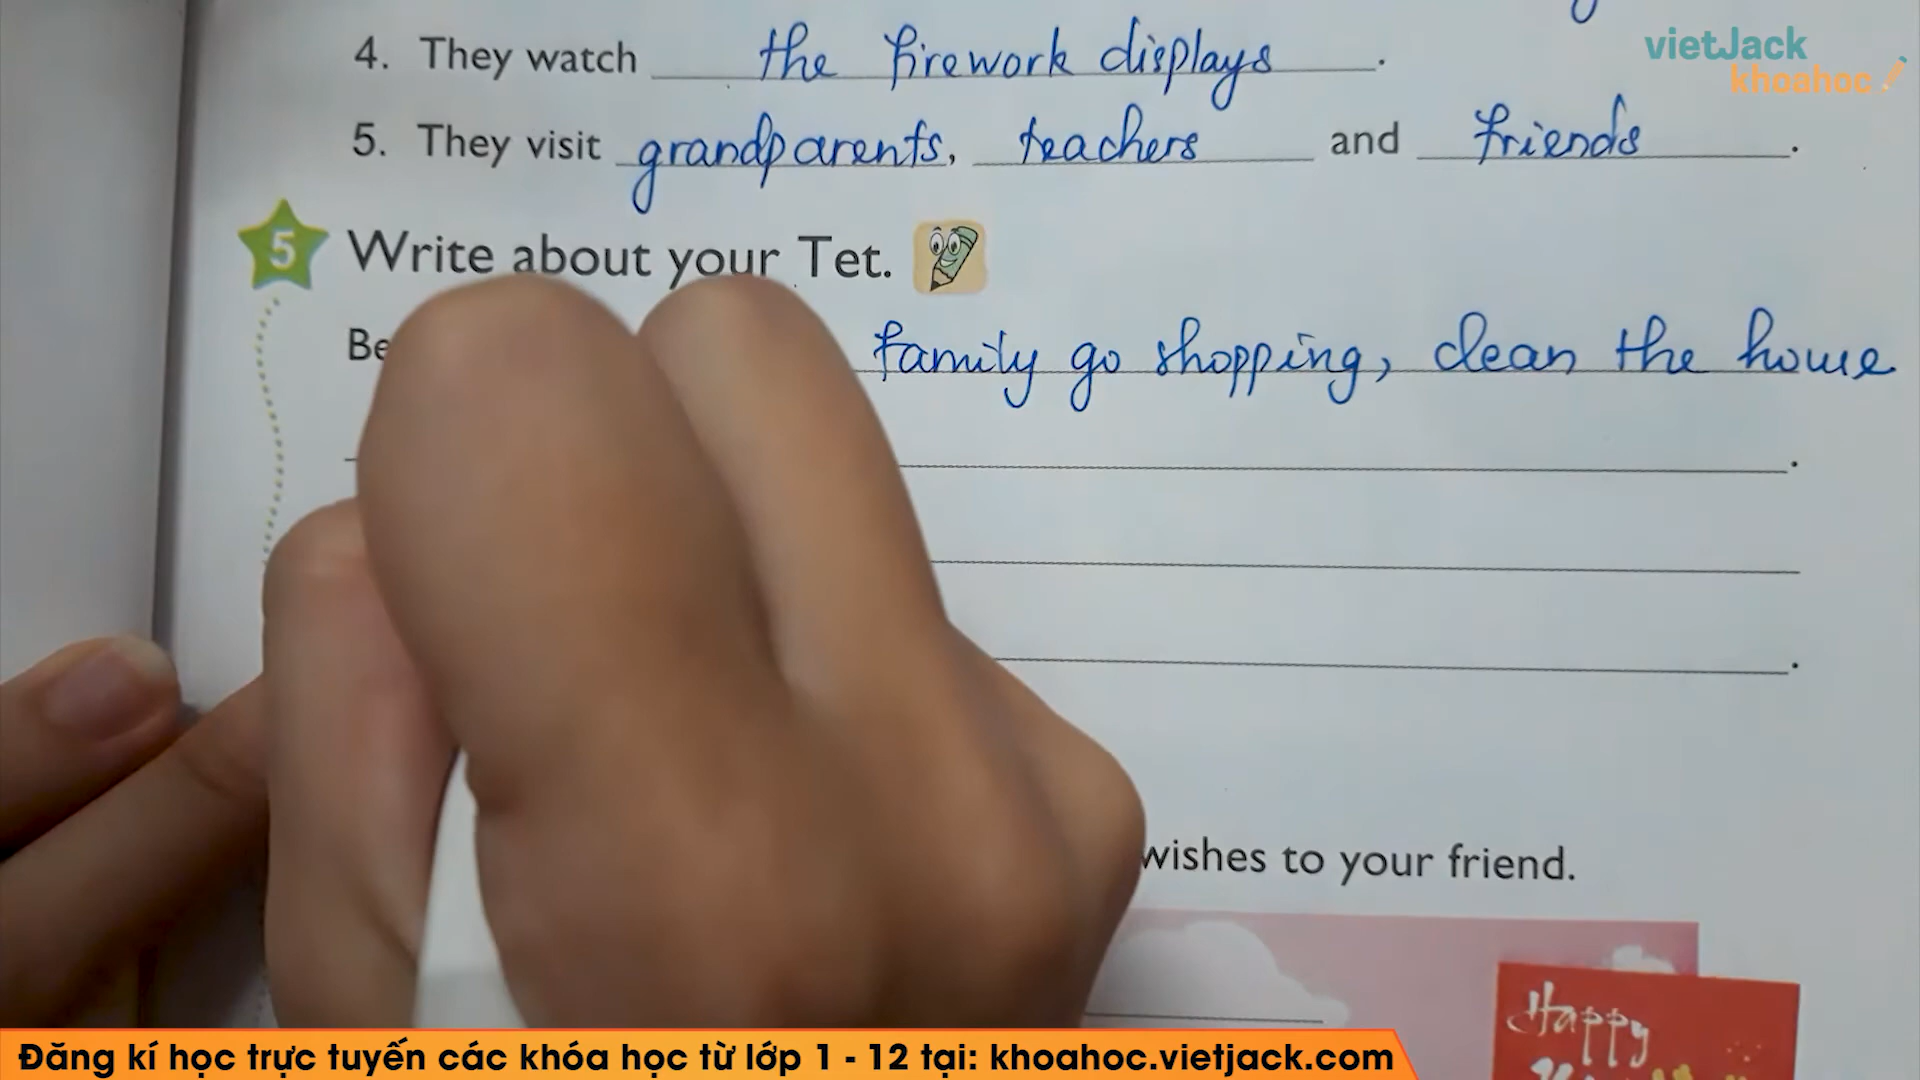 4. They watch the firework displays.
vietJack
khoahoc
5. They visit grandparents, teachers and friends.
5 Write about your Tet.
family go shopping, clean the house
wishes to your friend.
Happy
Đăng kí học trực tuyến các khóa học từ lớp 1 - 12 tại: khoahoc.vietjack.com